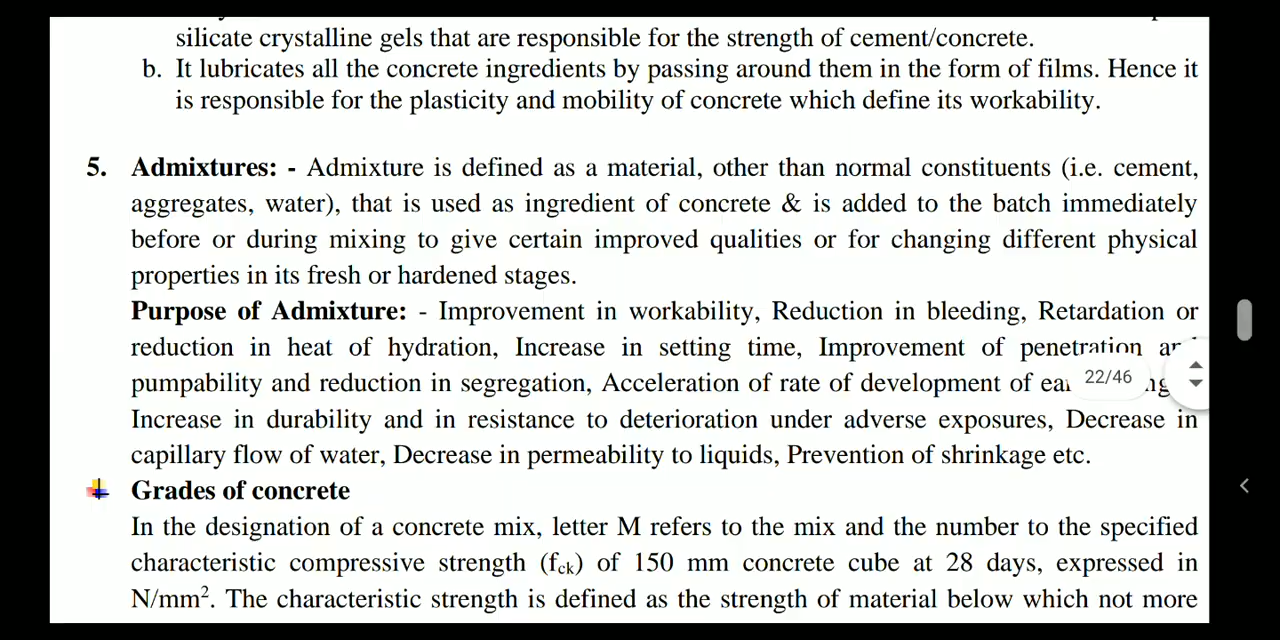 silicate crystalline gels that are responsible for the strength of cement/concrete.
b. It lubricates all the concrete ingredients by passing around them in the form of films. Hence it
is responsible for the plasticity and mobility of concrete which define its workability.
5. Admixtures: - Admixture is defined as a material, other than normal constituents (i.e. cement,
aggregates, water), that is used as ingredient of concrete & is added to the batch immediately
before or during mixing to give certain improved qualities or for changing different physical
properties in its fresh or hardened stages.
Purpose of Admixture: - Improvement in workability, Reduction in bleeding, Retardation or
reduction in heat of hydration, Increase in setting time, Improvement of penetration
pumpability and reduction in segregation, Acceleration of rate of development of
22/46
Increase in durability and in resistance to deterioration under adverse exposures, Decrease in
capillary flow of water, Decrease in permeability to liquids, Prevention of shrinkage etc.
Grades of concrete
In the designation of a concrete mix, letter M refers to the mix and the number to the specified
characteristic compressive strength (fck) of 150 mm concrete cube at 28 days, expressed in
N/mm². The characteristic strength is defined as the strength of material below which not more